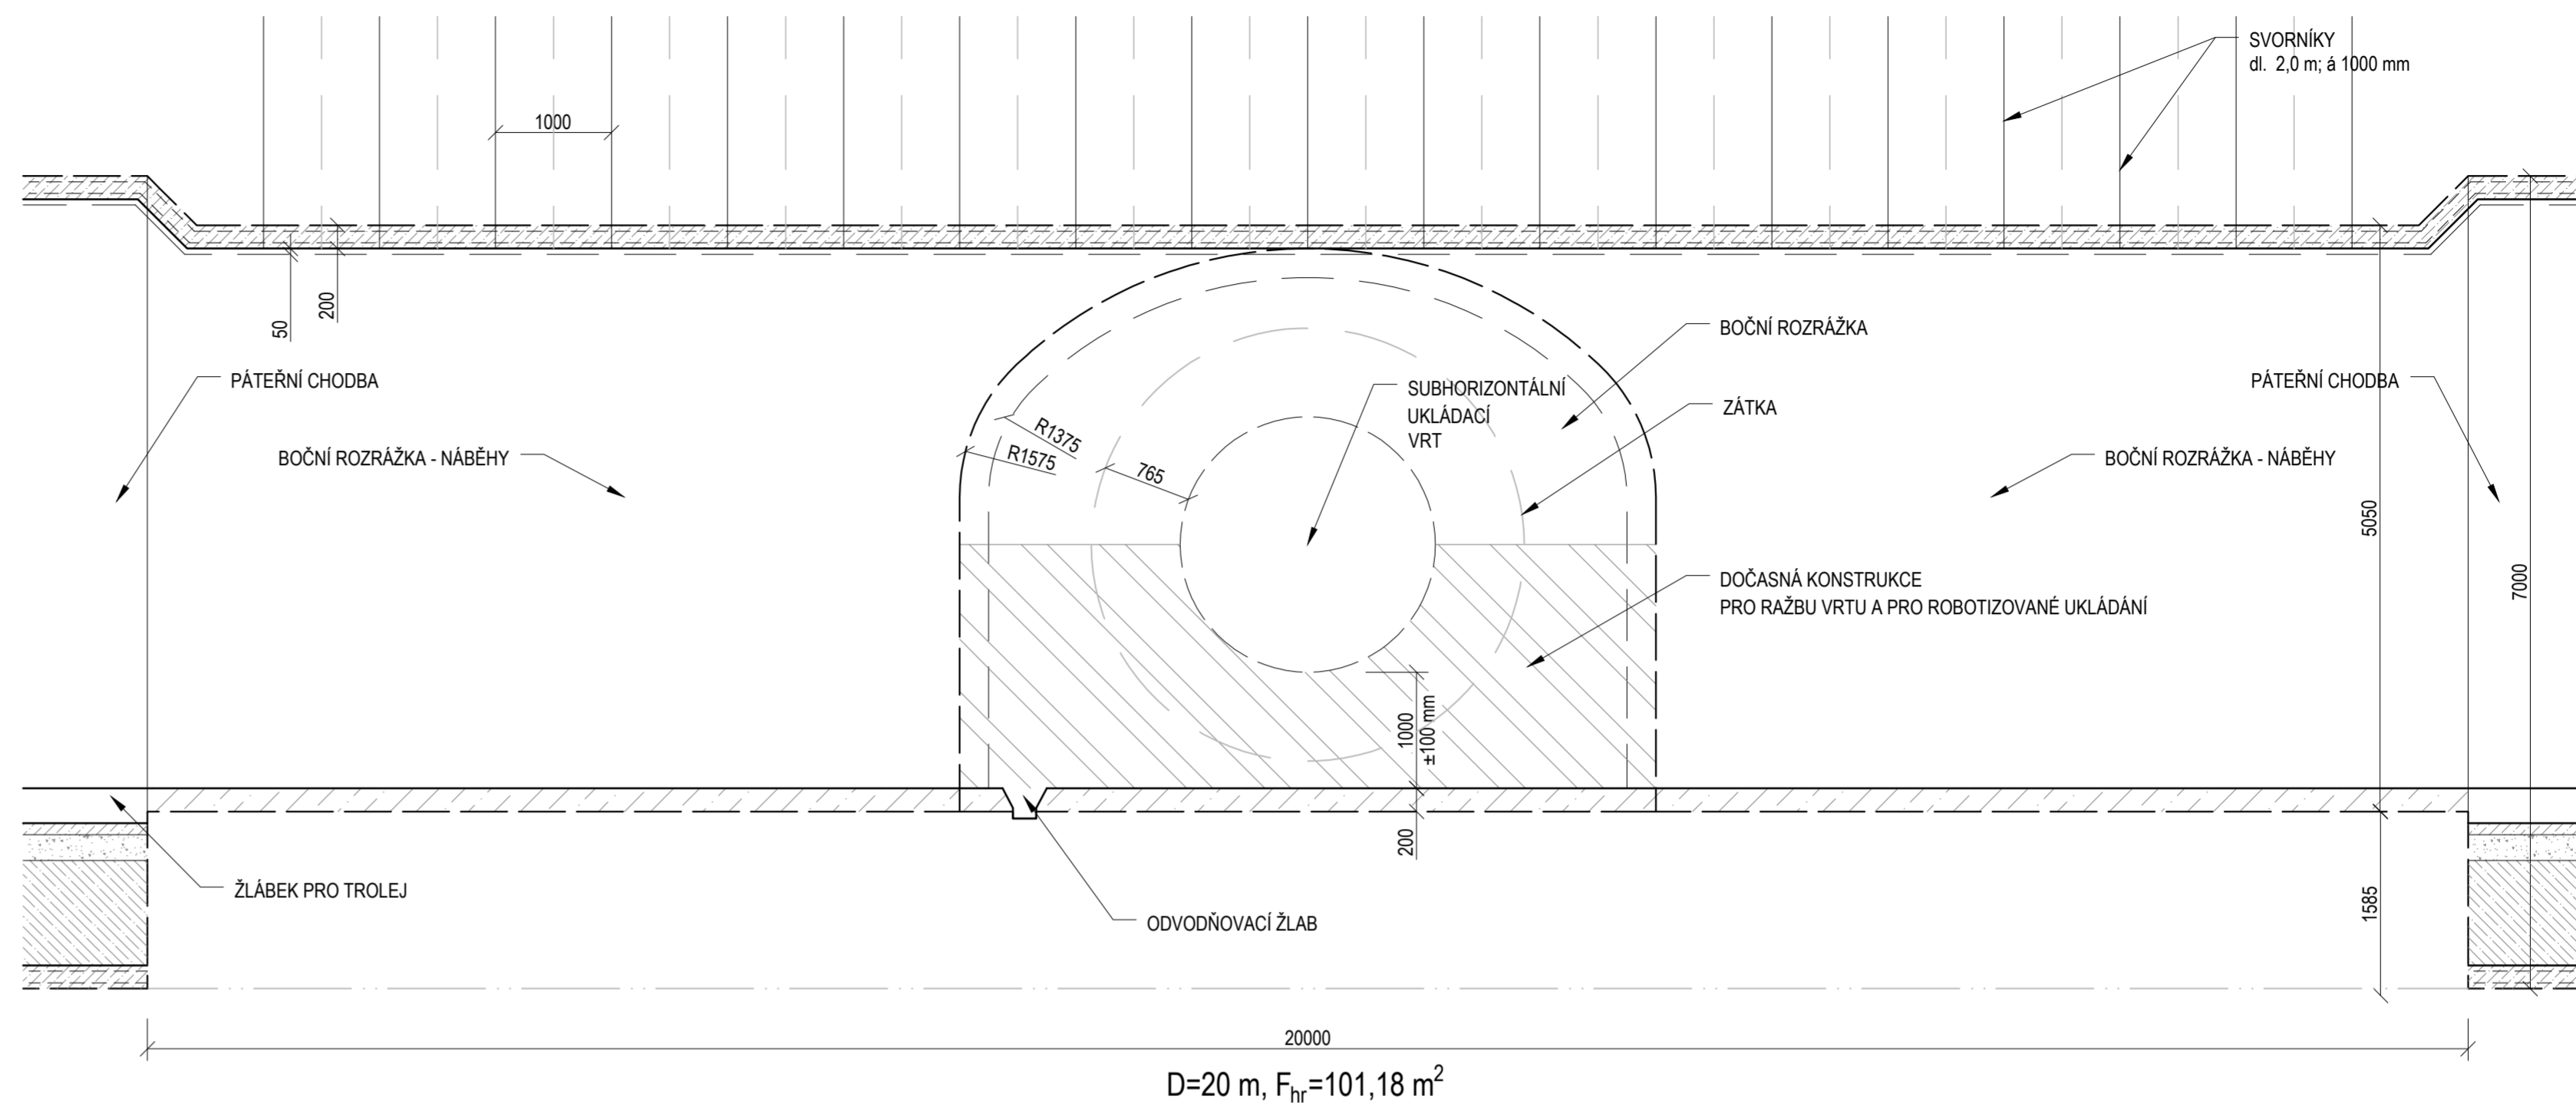 SVORNÍKY
dl. 2,0 m; á 1000 mm
1000
200
50
BOČNÍ ROZRÁŽKA
PÁTEŘNÍ CHODBA
SUBHORIZONTÁLNÍ
UKLÁDACÍ
VRT
PÁTEŘNÍ CHODBA
ZÁTKA
R1375
R1575
765
BOČNÍ ROZRÁŽKA - NÁBĚHY
BOČNÍ ROZRÁŽKA - NÁBĚHY
5050
7000
DOČASNÁ KONSTRUKCE
PRO RAŽBU VRTU A PRO ROBOTIZOVANÉ UKLÁDÁNÍ
1000
±100 mm
200
ŽLÁBEK PRO TROLEJ
1585
ODVODŇOVACÍ ŽLAB
20000
D=20 m, Fhr=101,18 m²